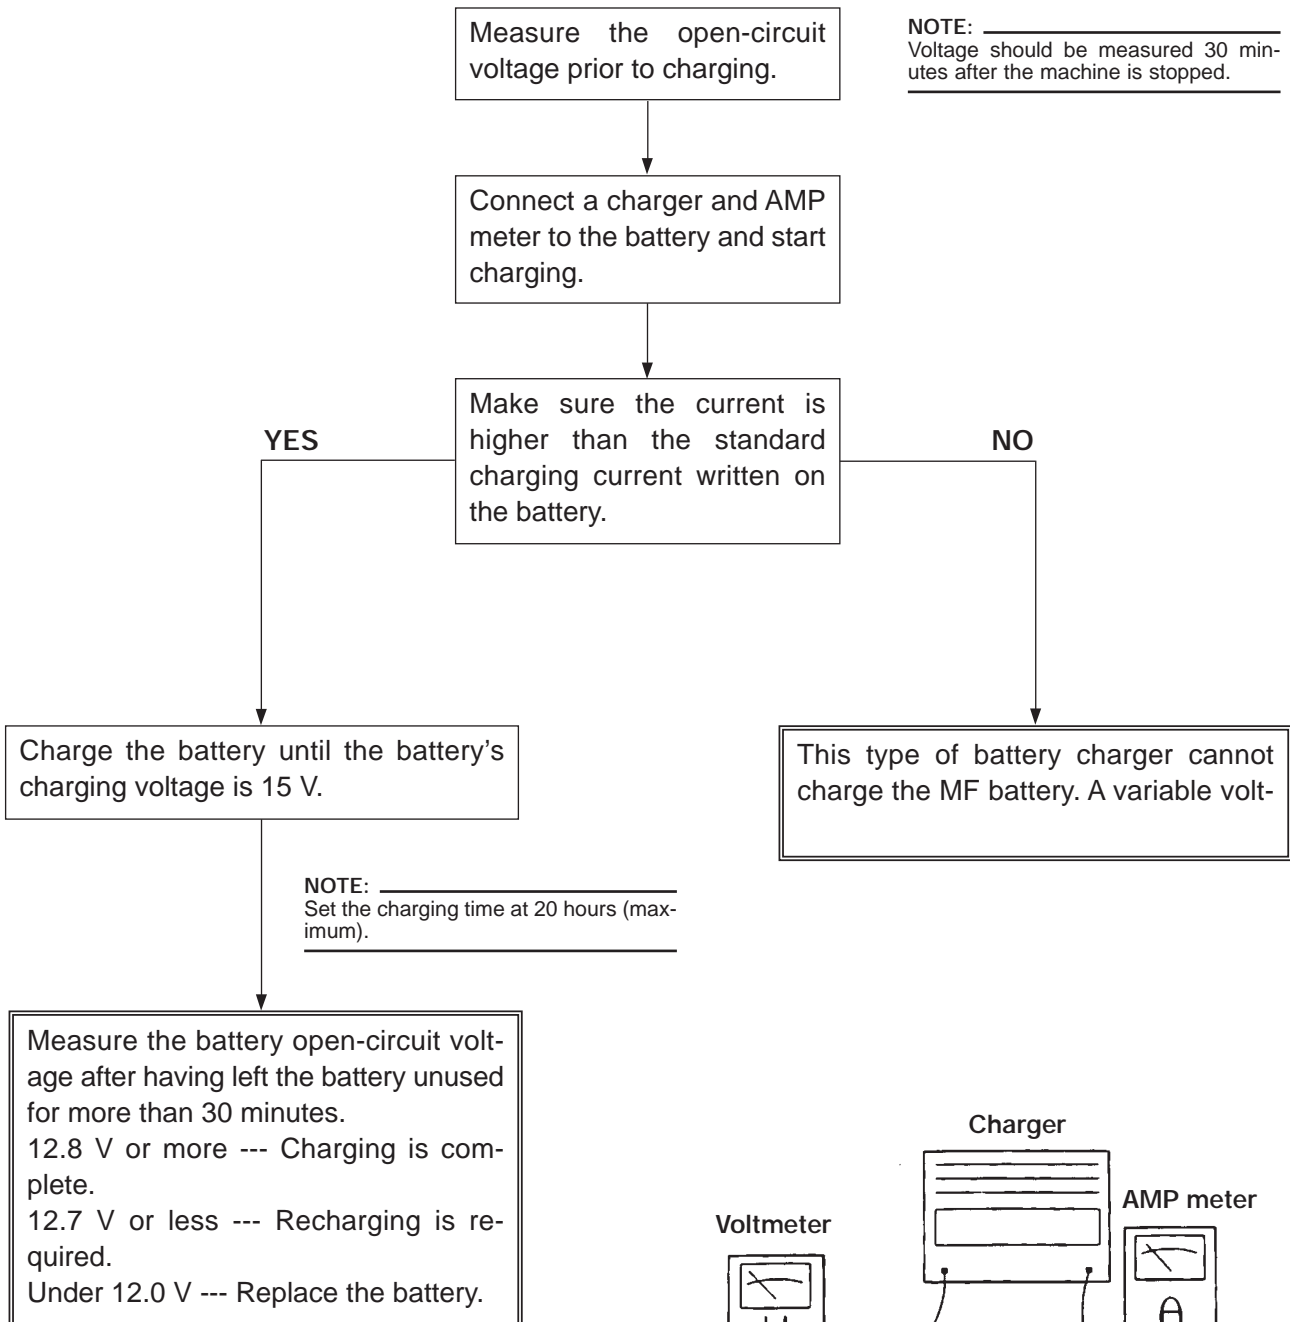 Measure the open-circuit
voltage prior to charging.
NOTE:
Voltage should be measured 30 min-
utes after the machine is stopped.
Connect a charger and AMP
meter to the battery and start
charging.
Make sure the current is
higher than the standard
charging current written on
the battery.
YES
NO
Charge the battery until the battery's
charging voltage is 15 V.
This type of battery charger cannot
charge the MF battery. A variable volt-
NOTE:
Set the charging time at 20 hours (max-
imum).
Measure the battery open-circuit volt-
age after having left the battery unused
for more than 30 minutes.
12.8 V or more --- Charging is com-
plete.
12.7 V or less --- Recharging is re-
quired.
Under 12.0 V --- Replace the battery.
Charger
AMP meter
Voltmeter